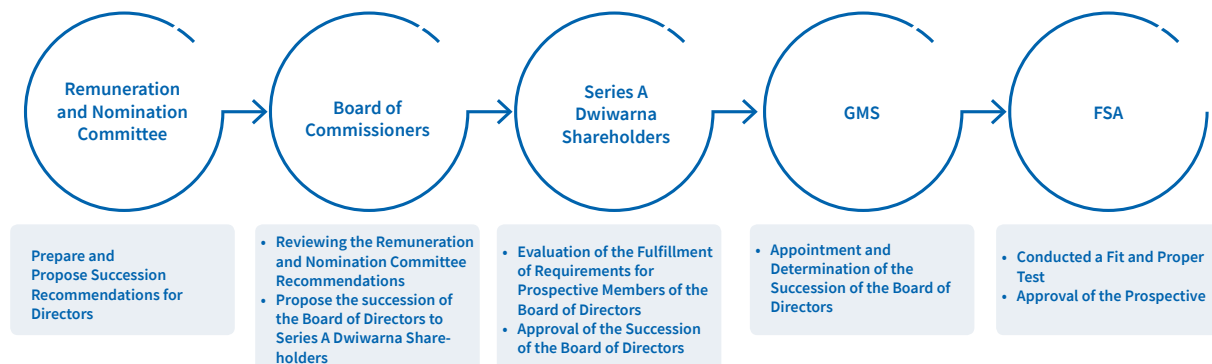 Remuneration
and Nomination
Committee
Board of
Commissioners
Series A
Dwiwarna
Shareholders
GMS
FSA
Prepare and
Propose Succession
Recommendations for
Directors
• Reviewing the Remuneration
and Nomination Committee
Recommendations
• Propose the succession of
the Board of Directors to
Series A Dwiwarna Share-
holders
• Evaluation of the Fulfillment
of Requirements for
Prospective Members of the
Board of Directors
• Approval of the Succession
of the Board of Directors
• Appointment and
Determination of the
Succession of the Board of
Directors
• Conducted a Fit and Proper
Test
• Approval of the Prospective